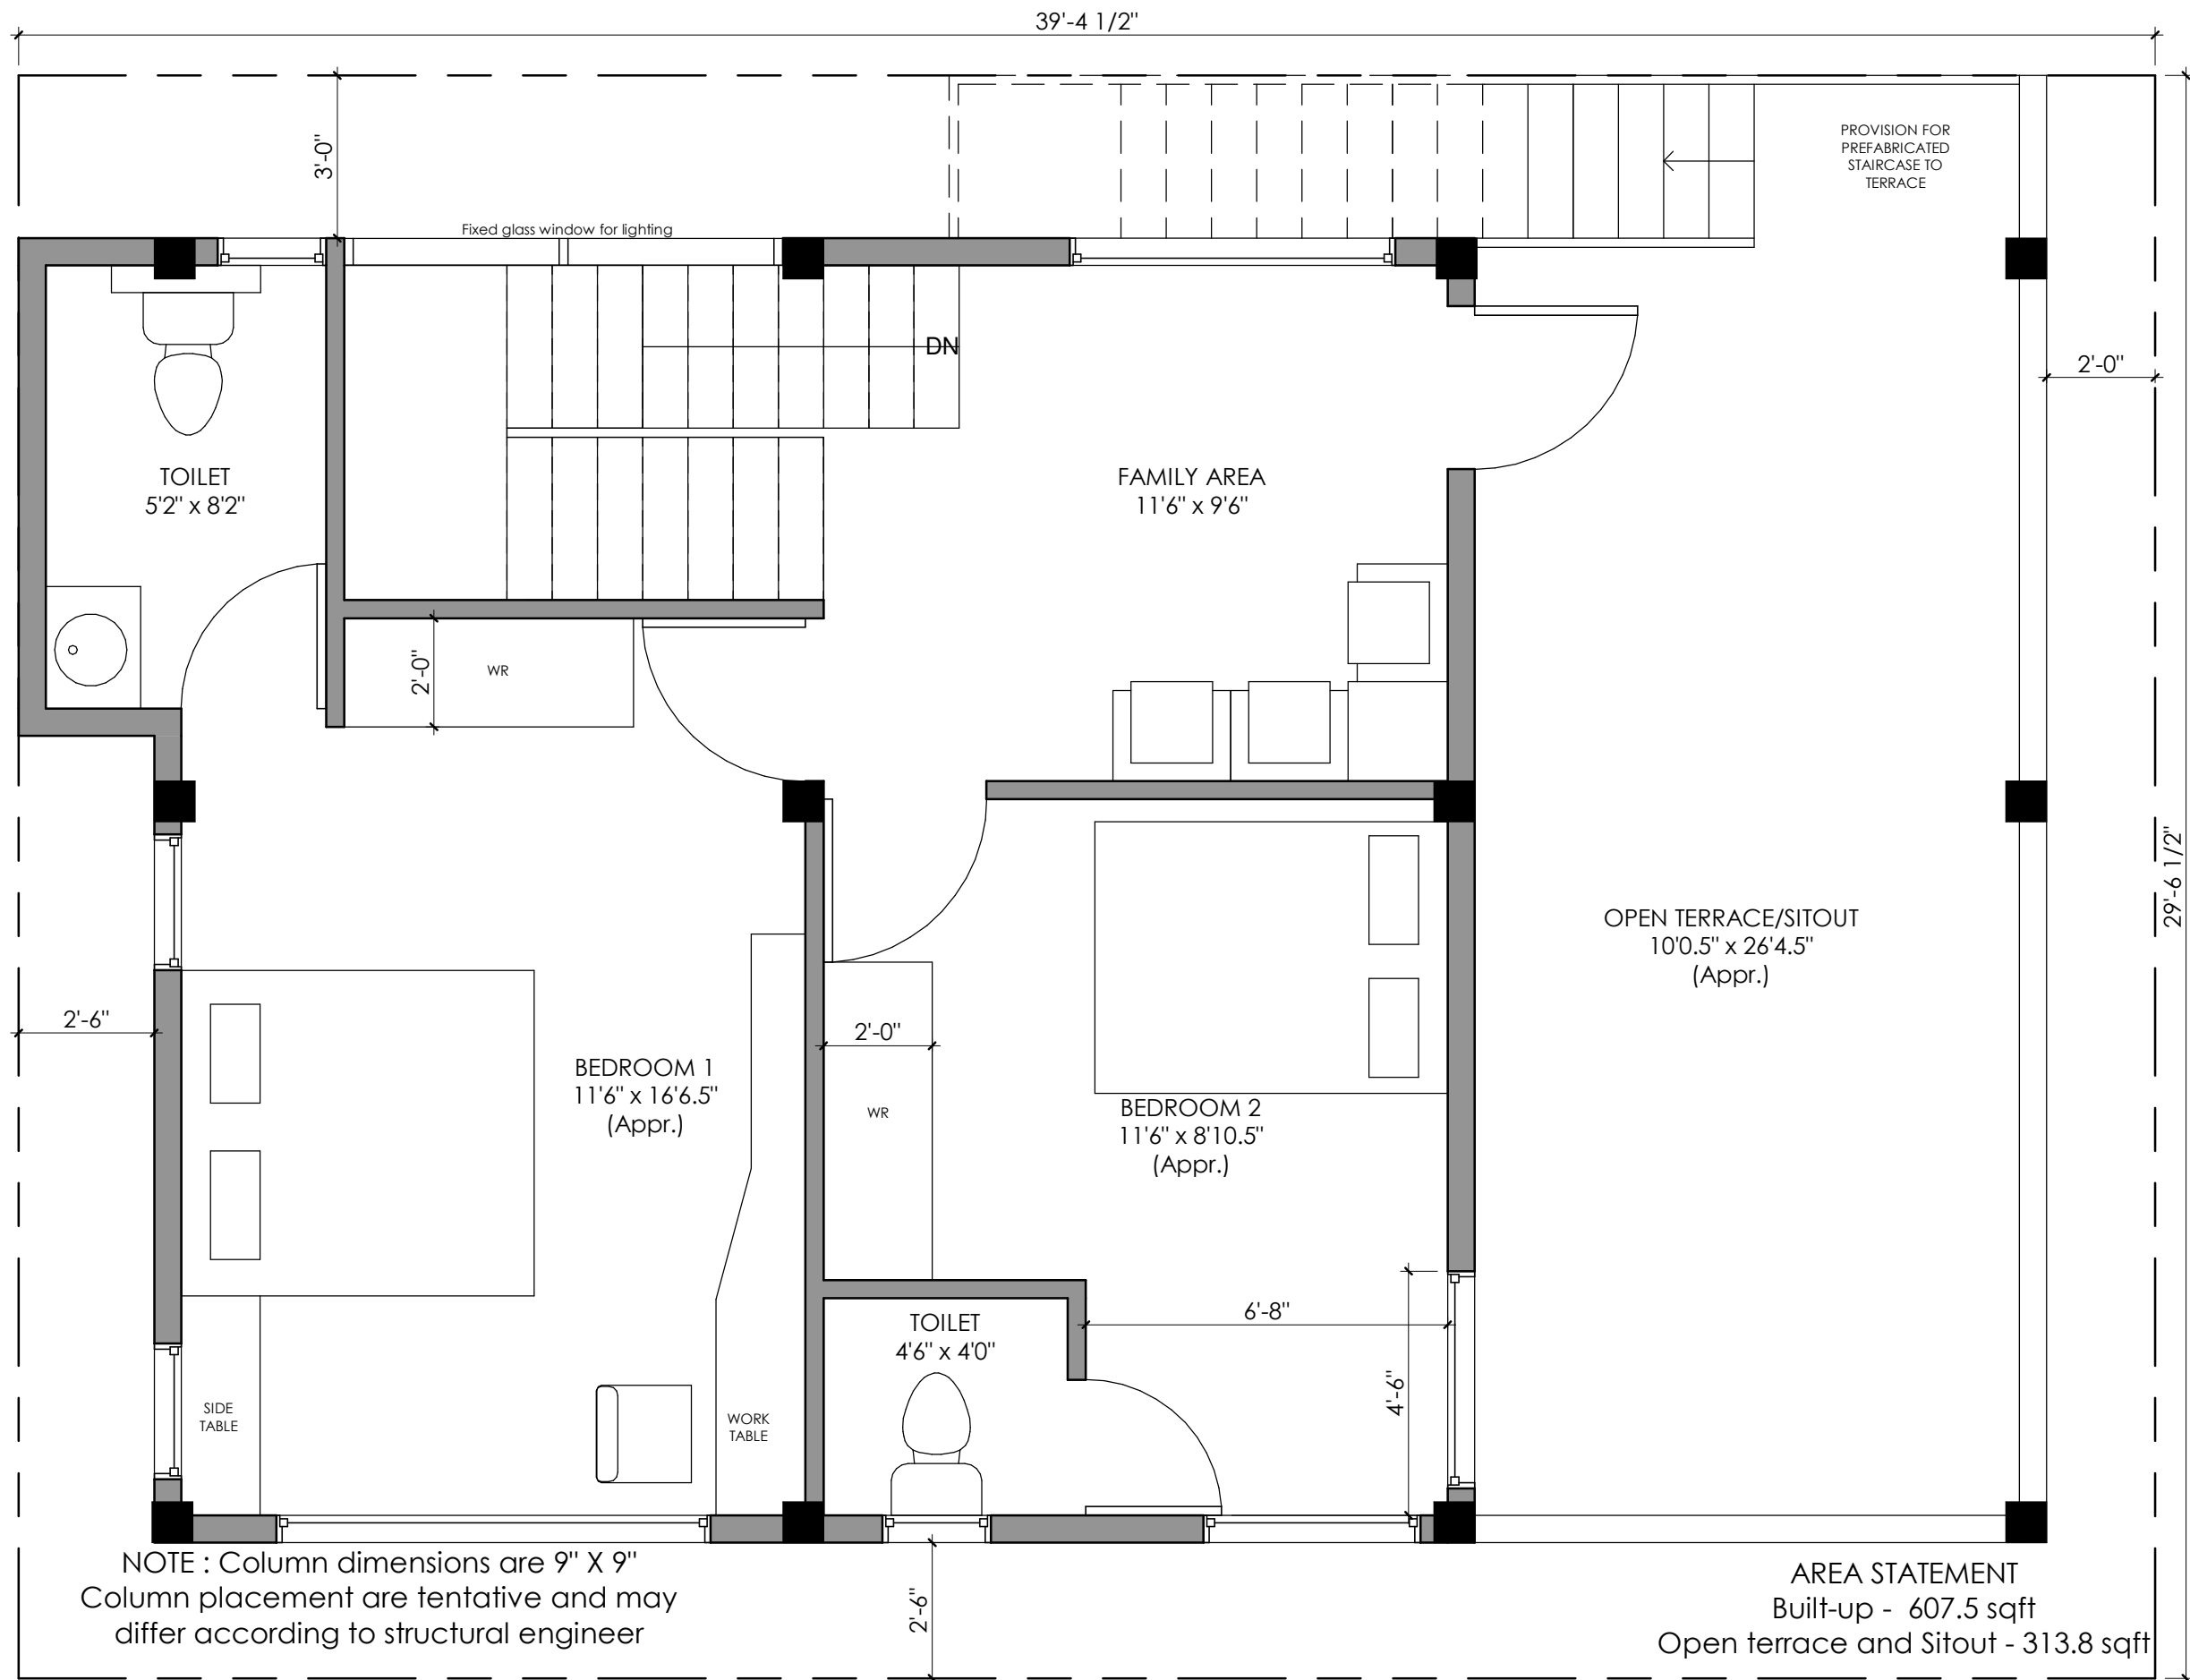 39'-4 1/2"
PROVISION FOR
PREFABRICATED
STAIRCASE TO
TERRACE
3'-0"
Fixed glass window for lighting
DN
2'-0"
TOILET
5'2" x 8'2"
FAMILY AREA
11'6" x 9'6"
2'-0"
WR
29'-6 1/2"
OPEN TERRACE/SITOUT
10'0.5" x 26'4.5"
(Appr.)
2'-6"
2'-0"
BEDROOM 1
11'6" x 16'6.5"
(Appr.)
WR
BEDROOM 2
11'6" x 8'10.5"
(Appr.)
6'-8"
TOILET
4'6" x 4'0"
4'-6"
SIDE
TABLE
WORK
TABLE
NOTE : Column dimensions are 9" X 9"
Column placement are tentative and may
differ according to structural engineer
2'-6"
AREA STATEMENT
Built-up - 607.5 sqft
Open terrace and Sitout - 313.8 sqft